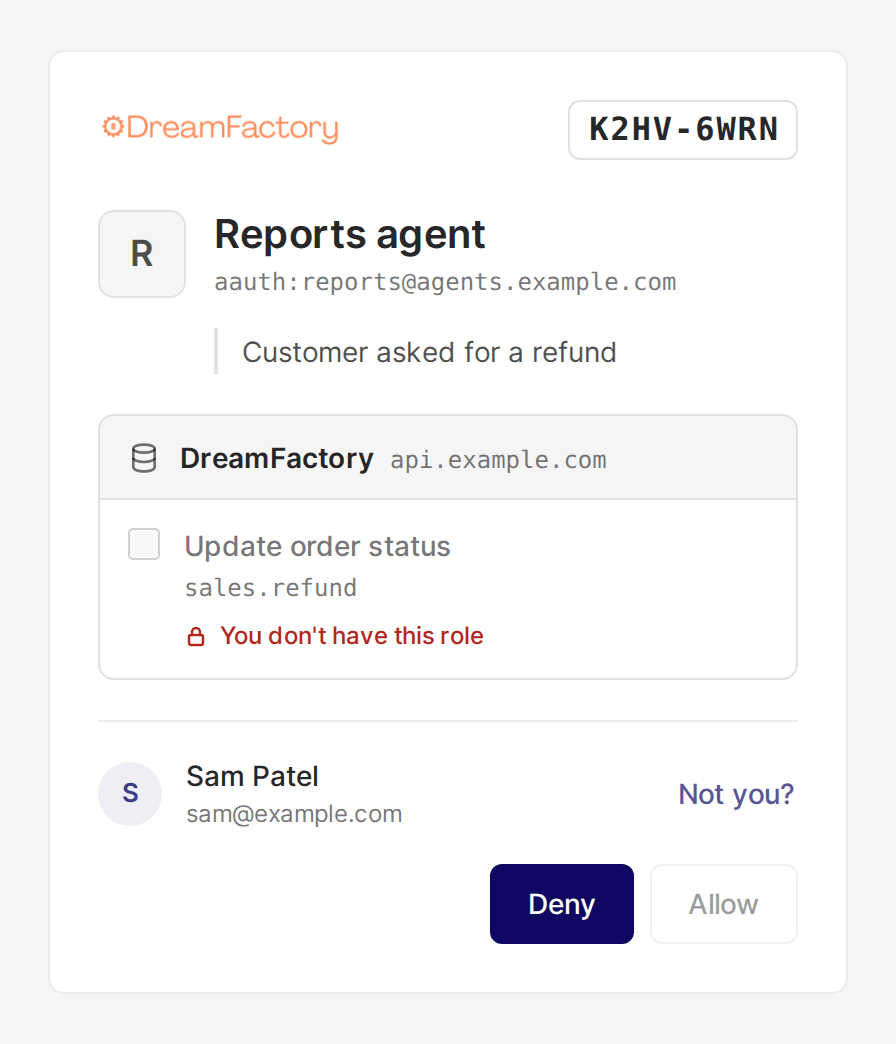 DreamFactory
K2HV-6WRN
R
Reports agent
aauth:reports@agents.example.com
Customer asked for a refund
DreamFactory api.example.com
Update order status
sales.refund
You don't have this role
S
Sam Patel
sam@example.com
Not you?
Deny
Allow